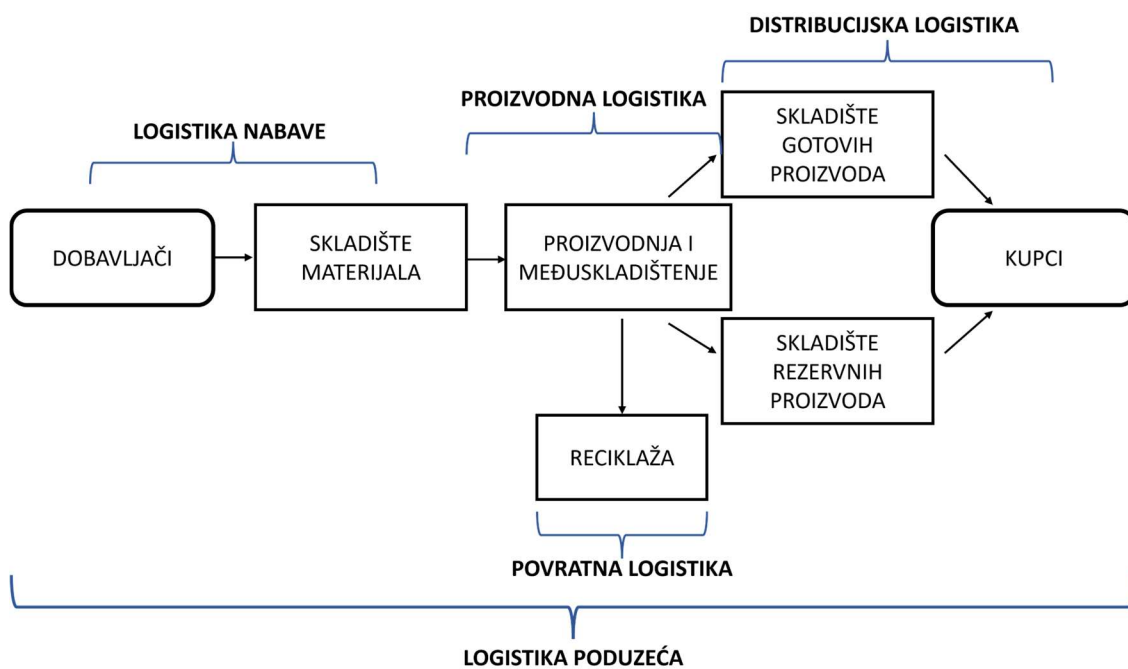 DISTRIBUCIJSKA LOGISTIKA
PROIZVODNA LOGISTIKA
LOGISTIKA NABAVE
SKLADIŠTE
GOTOVIH
PROIZVODA
DOBAVLJAČI
SKLADIŠTE
MATERIJALA
PROIZVODNJA I
MEĐUSKLADIŠTENJE
KUPCI
SKLADIŠTE
REZERVNIH
PROIZVODA
RECIKLAŽA
POVRATNA LOGISTIKA
LOGISTIKA PODUZEĆA